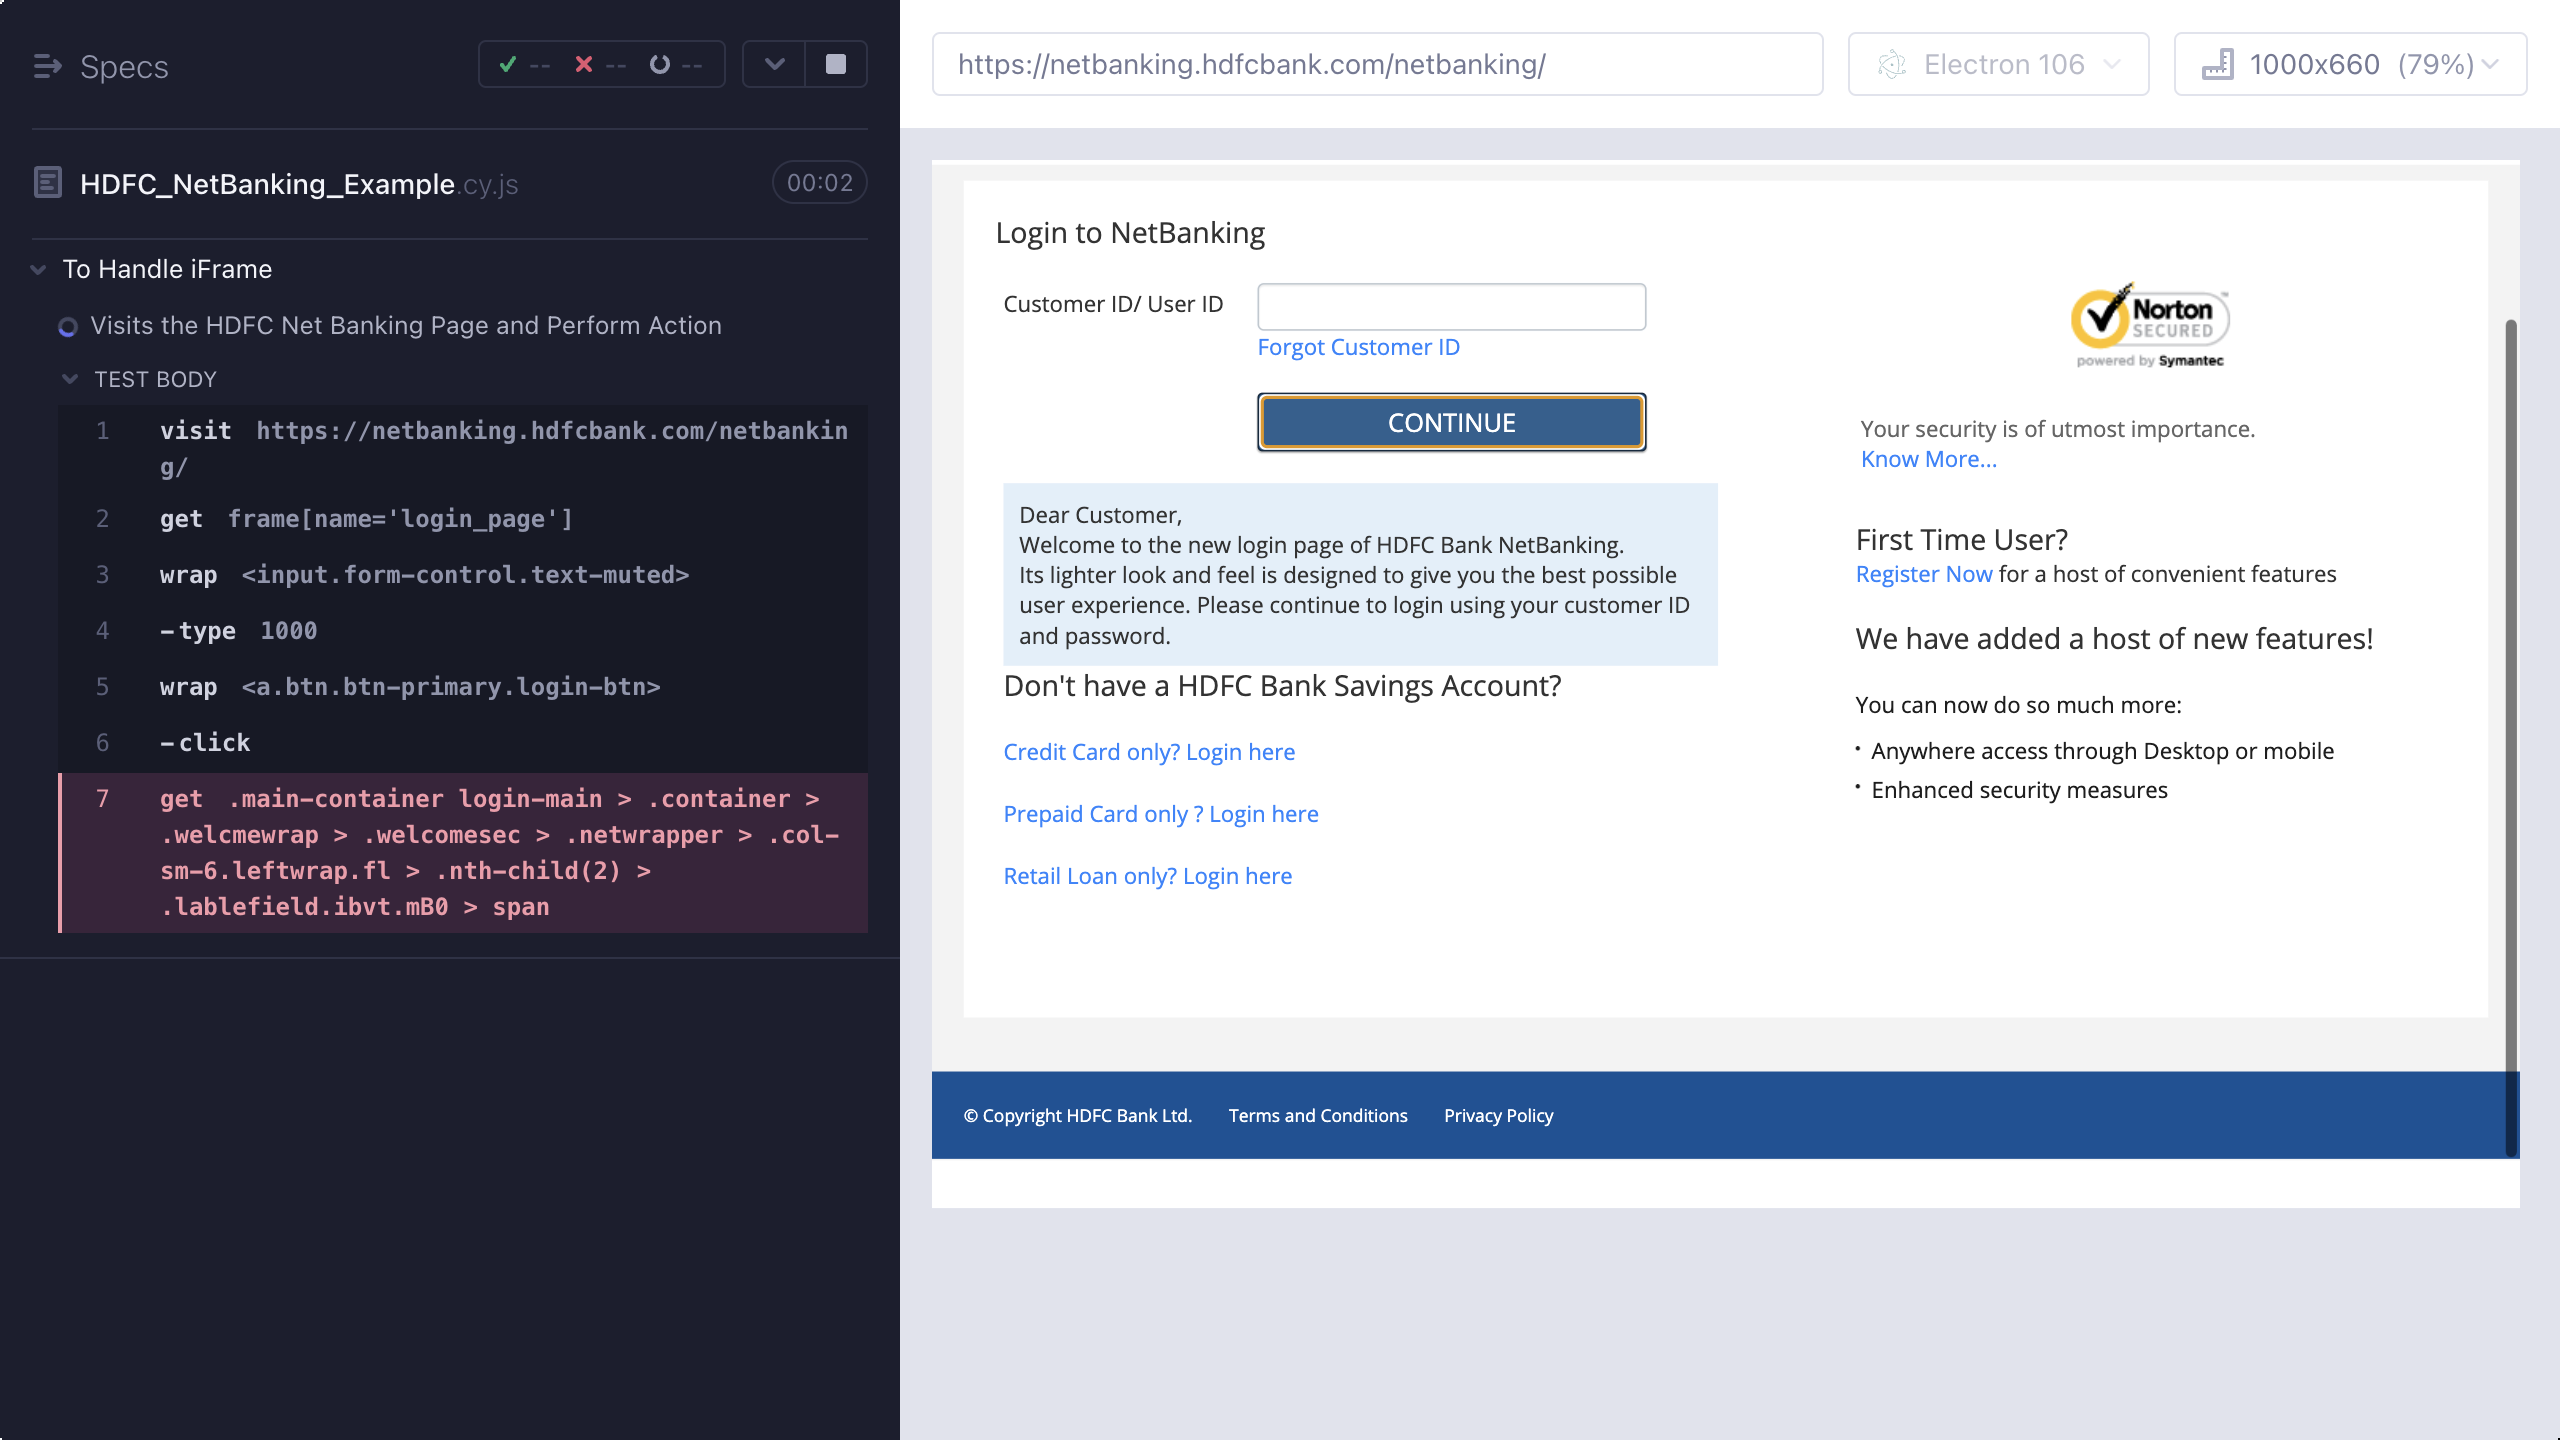 Specs
-- -- --
HDFC_NetBanking_Example.cy.js 00:02
To Handle iFrame
Visits the HDFC Net Banking Page and Perform Action
TEST BODY
1 visit https://netbanking.hdfcbank.com/netbankin
g/
2 get frame[name='login_page']
3 wrap <input.form-control.text-muted>
4 -type 1000
5 wrap <a.btn.btn-primary.login-btn>
6 -click
7 get .main-container login-main > .container >
.welcmewrap > .welcomesec > .netwrapper > .col-
sm-6.leftwrap.fl > .nth-child(2) >
.lablefield.ibvt.mB0 > span
https://netbanking.hdfcbank.com/netbanking/
Electron 106
1000x660 (79%)
Login to NetBanking
Customer ID/ User ID
Forgot Customer ID
CONTINUE
Dear Customer,
Welcome to the new login page of HDFC Bank NetBanking.
Its lighter look and feel is designed to give you the best possible
user experience. Please continue to login using your customer ID
and password.
Don't have a HDFC Bank Savings Account?
Credit Card only? Login here
Prepaid Card only ? Login here
Retail Loan only? Login here
Norton
SECURED
powered by Symantec
Your security is of utmost importance.
Know More...
First Time User?
Register Now for a host of convenient features
We have added a host of new features!
You can now do so much more:
· Anywhere access through Desktop or mobile
· Enhanced security measures
© Copyright HDFC Bank Ltd. Terms and Conditions Privacy Policy